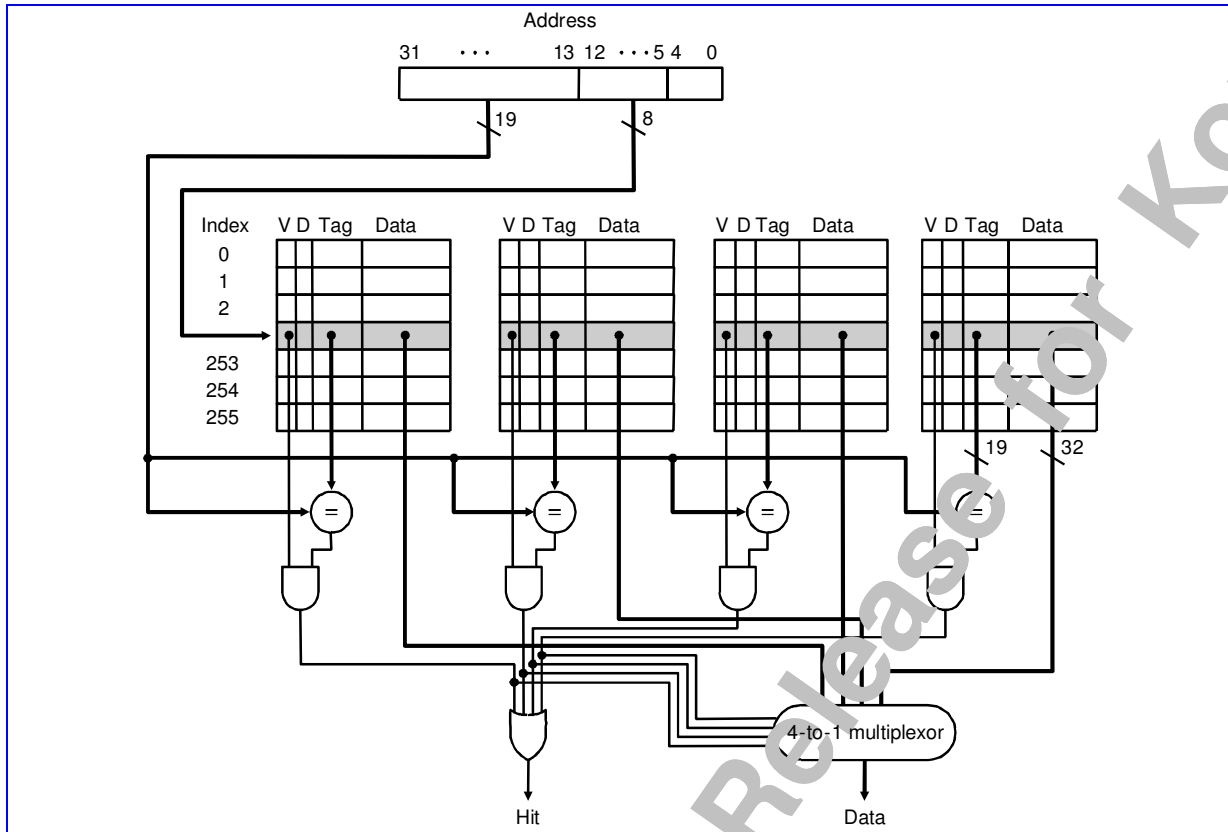 Address
31 ··· 13 12 ···5 4 0
19 8
Index V D Tag Data V D Tag Data V D Tag Data V D Tag Data
0
1
2
253
254
255
19 32
= = = =
4-to-1 multiplexor
Hit Data
Release for Ko